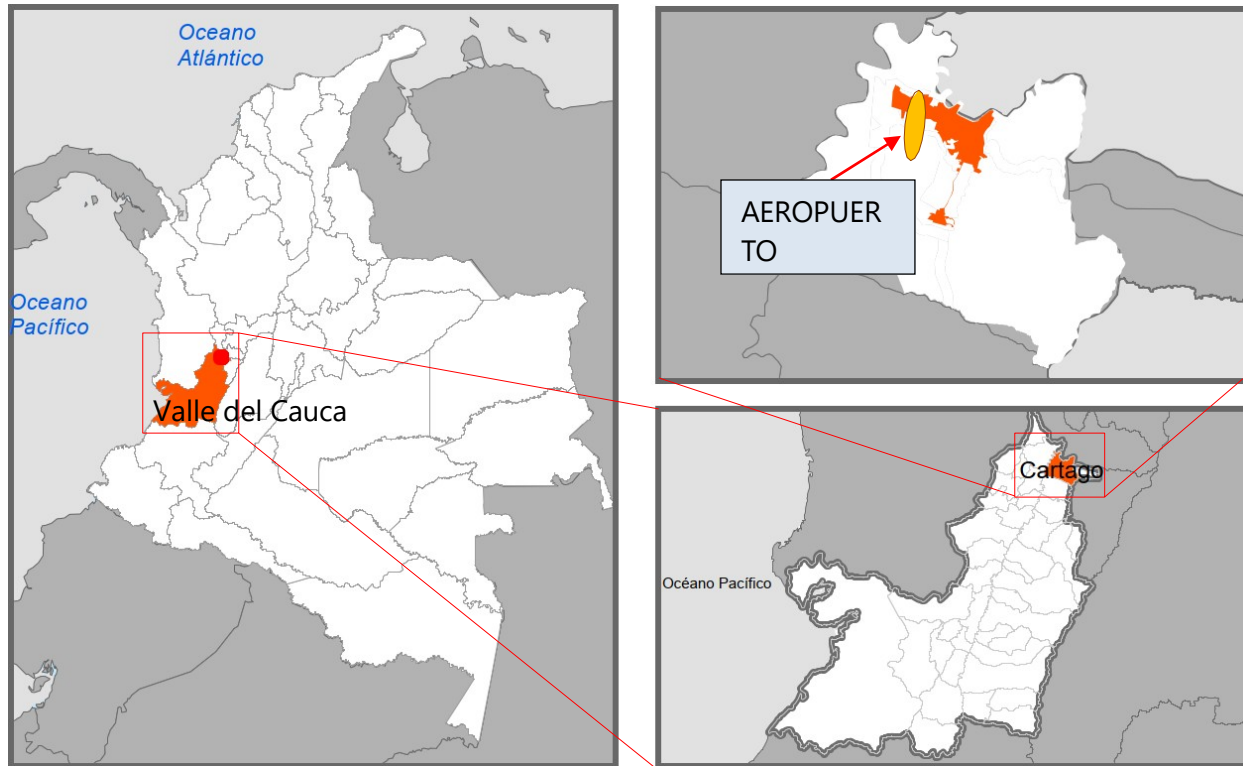 Oceano
Atlántico
Oceano
Pacífico
Valle del Cauca
AEROPUER
TO
Cartago
Océano Pacífico